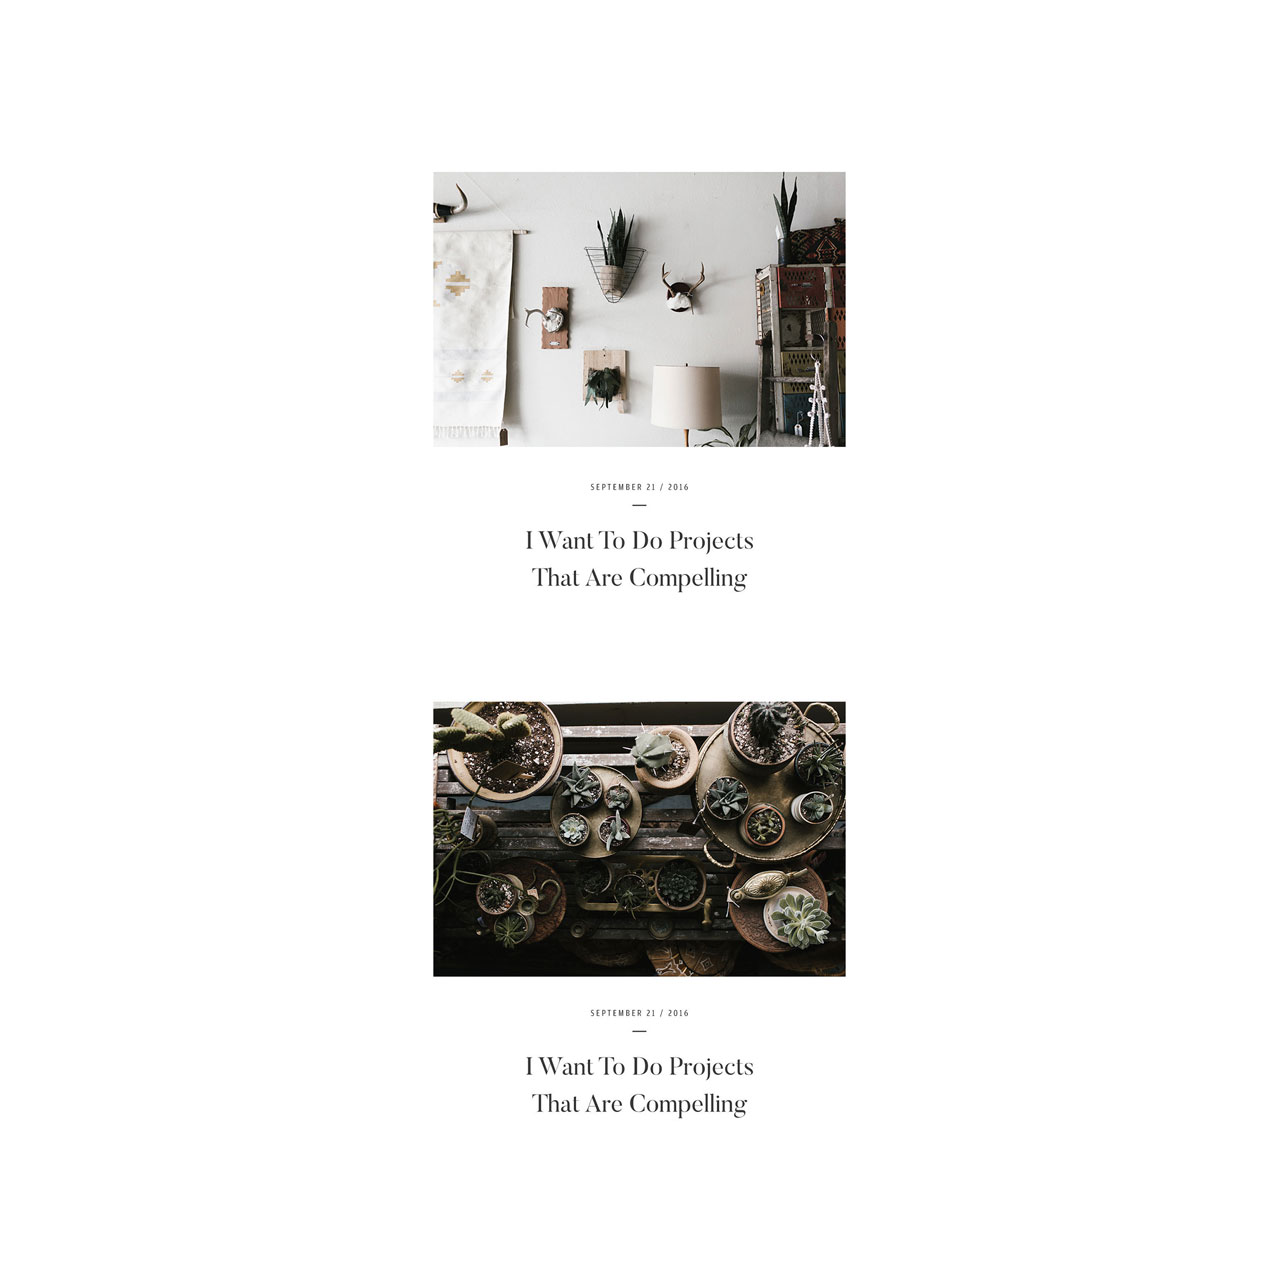 SEPTEMBER 21 / 2016
I Want To Do Projects
That Are Compelling
SEPTEMBER 21 / 2016
I Want To Do Projects
That Are Compelling